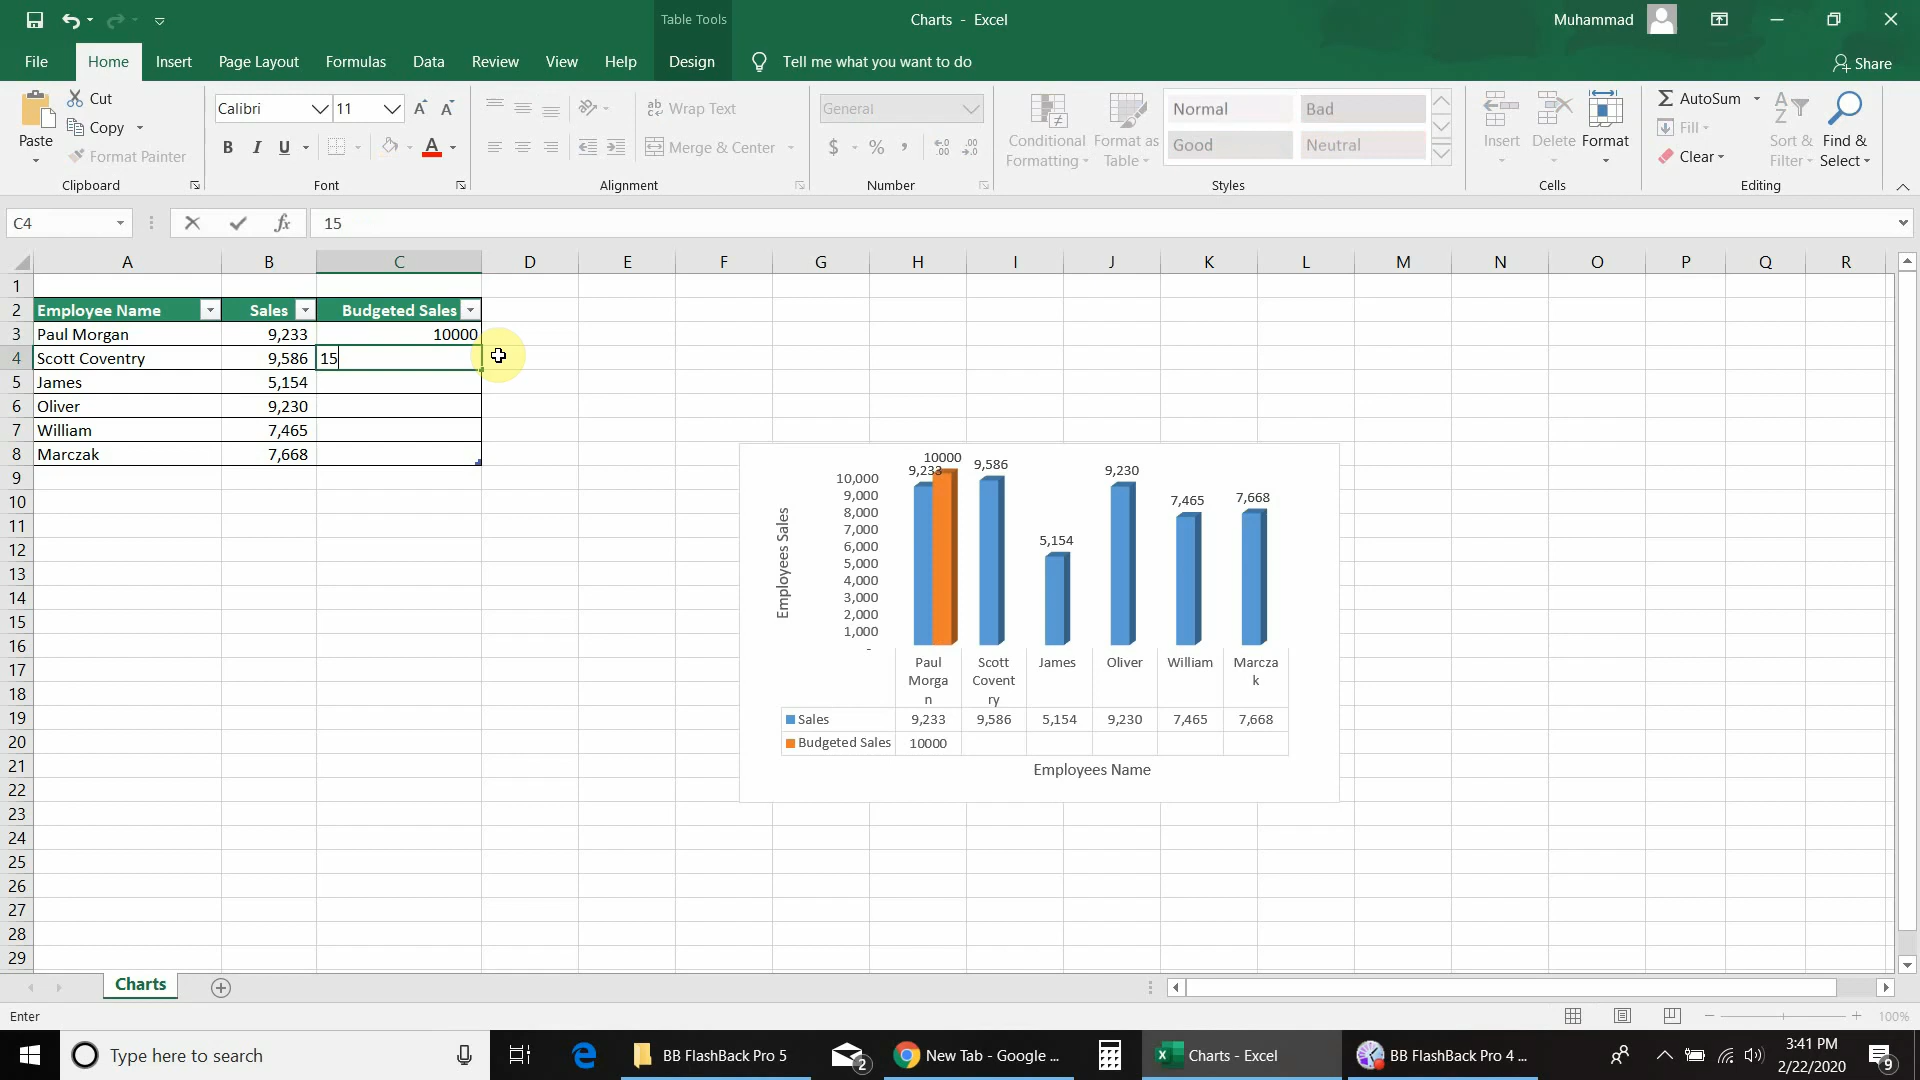 Table Tools
Charts - Excel
Muhammad
File Home Insert Page Layout Formulas Data Review View Help Design Tell me what you want to do Share
Paste
Cut
Copy
Format Painter
Clipboard
Calibri 11
B I U A
Font
Wrap Text
Merge & Center
Alignment
General
$ % ,
Number
Conditional Formatting
Format as Table
Normal Bad
Good Neutral
Styles
Insert Delete Format
Cells
AutoSum
Fill
Clear
Sort & Filter
Find & Select
Editing
C4 fx 15
A B C D E F G H I J K L M N O P Q R
1
2 Employee Name Sales Budgeted Sales
3 Paul Morgan 9,233 10000
4 Scott Coventry 9,586 15
5 James 5,154
6 Oliver 9,230
7 William 7,465
8 Marczak 7,668
9
10
11
12
13
14
15
16
17
18
19
20
21
22
23
24
25
26
27
28
29
Employees Sales
10,000
9,000
8,000
7,000
6,000
5,000
4,000
3,000
2,000
1,000
-
9,233 10000 9,586 5,154 9,230 7,465 7,668
Paul Scott James Oliver William Marcza
Morga Covent k
n ry
Sales 9,233 9,586 5,154 9,230 7,465 7,668
Budgeted Sales 10000
Employees Name
Charts
Enter
100%
Type here to search
BB FlashBack Pro 5
2
New Tab - Google ...
Charts - Excel
BB FlashBack Pro 4 ...
3:41 PM
2/22/2020
9